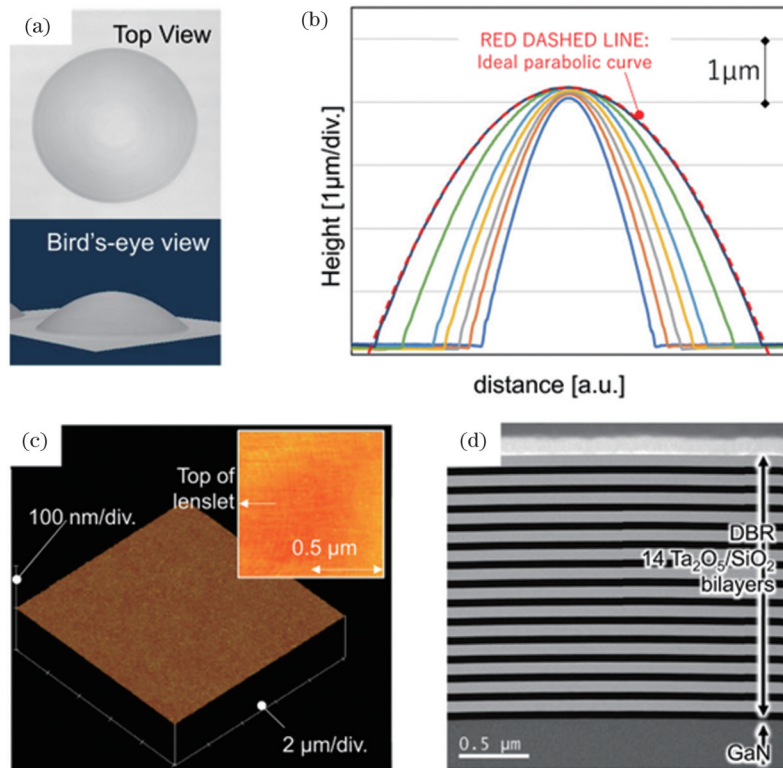 (a)
Top View
Bird's-eye view
(b)
RED DASHED LINE:
Ideal parabolic curve
1μm
Height [1μm/div.]
distance [a.u.]
(c)
Top of
lenslet
100 nm/div.
0.5 μm
2 μm/div.
(d)
DBR
14 Ta₂O₅/SiO₂
bilayers
0.5 μm
GaN